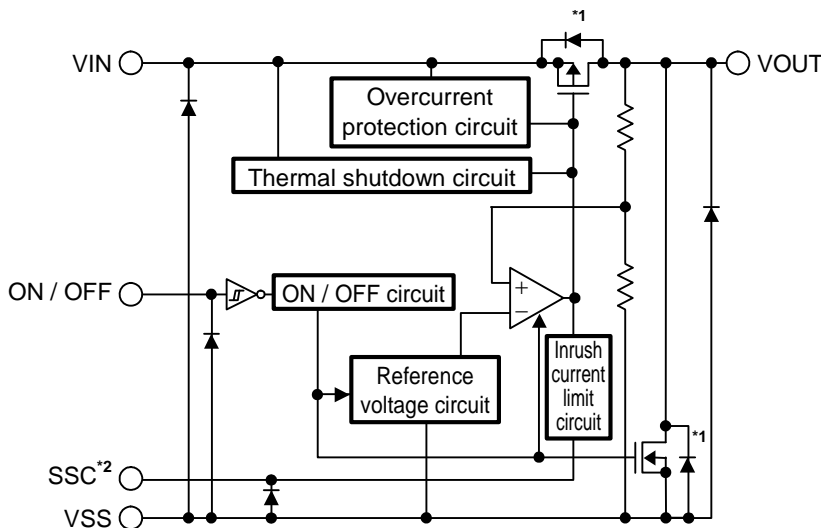 *1
VIN
VOUT
Overcurrent
protection circuit
Thermal shutdown circuit
ON / OFF
ON / OFF circuit
+
−
Inrush
current
limit
circuit
Reference
voltage circuit
*1
SSC*2
VSS